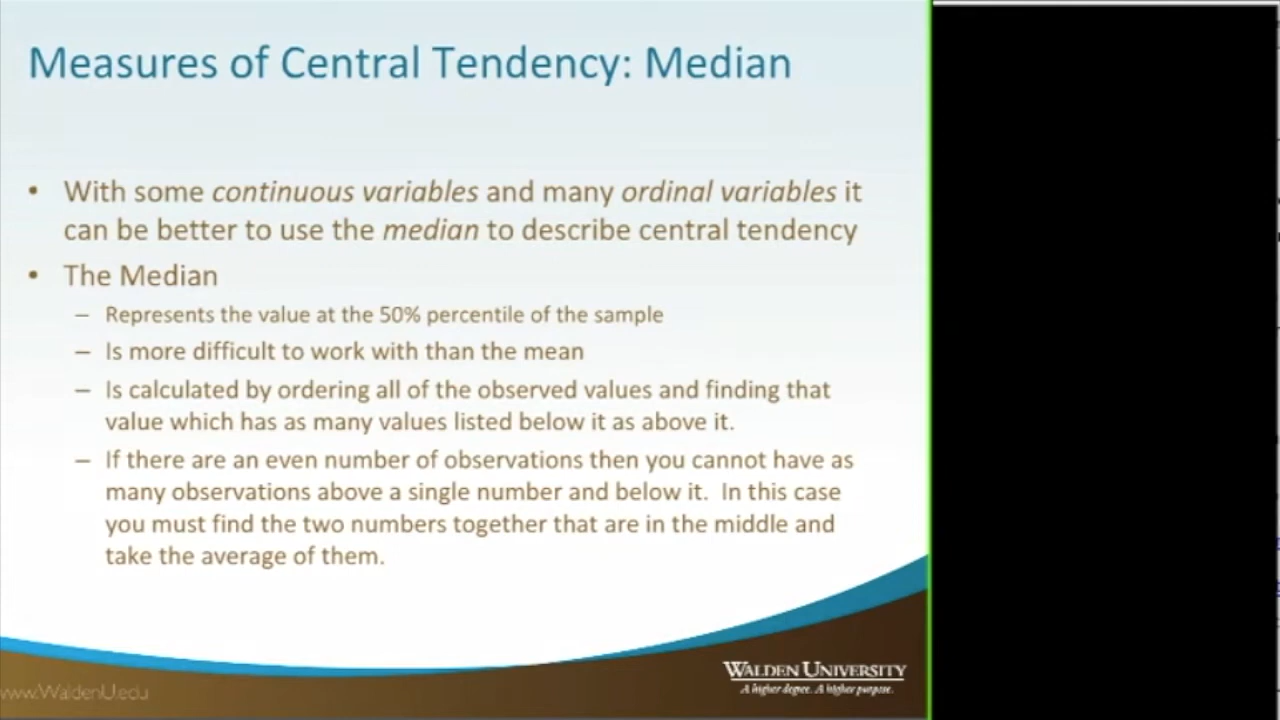 Measures of Central Tendency: Median
• With some continuous variables and many ordinal variables it
can be better to use the median to describe central tendency
• The Median
– Represents the value at the 50% percentile of the sample
– Is more difficult to work with than the mean
– Is calculated by ordering all of the observed values and finding that
value which has as many values listed below it as above it.
– If there are an even number of observations then you cannot have as
many observations above a single number and below it. In this case
you must find the two numbers together that are in the middle and
take the average of them.
WALDEN UNIVERSITY
A higher degree. A higher purpose.
www.WaldenU.edu